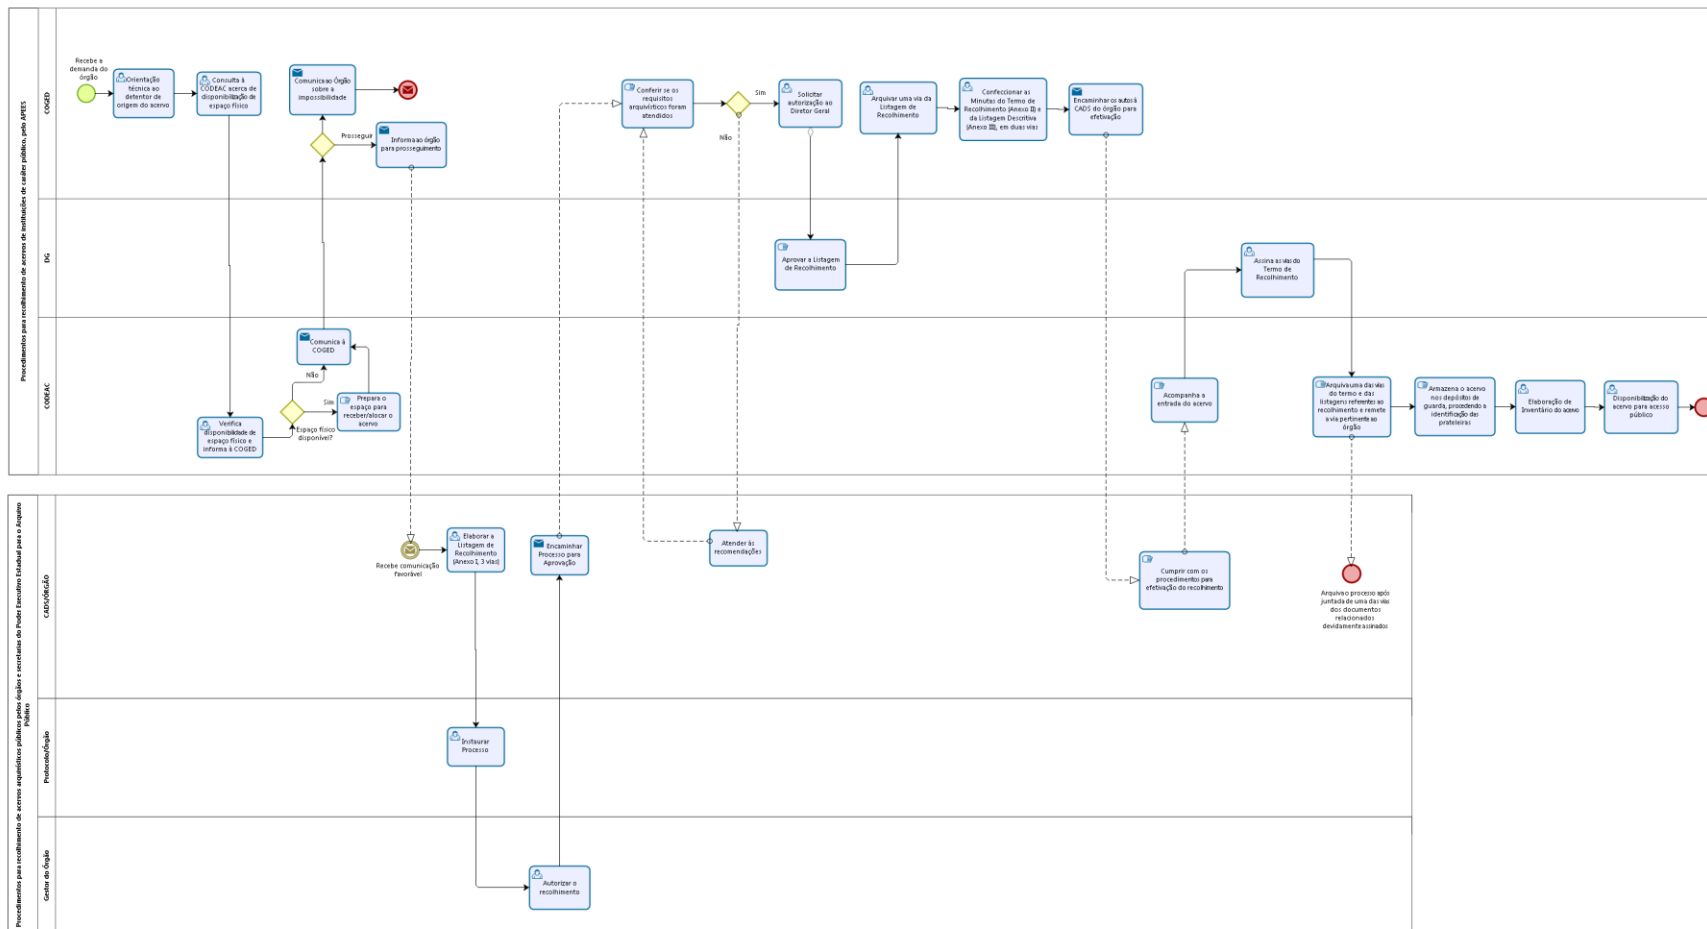 Procedimentos para recolhimento de acervos de instituições de caráter público, pelo APEES
COGED
Recebe a
demanda do
órgão
Orientação
técnica ao
detentor de
origem do acervo
Consulta à
CODEAC acerca de
disponibilização de
espaço físico
Comunica ao Órgão
sobre a
impossibilidade
Prosseguir
Informa ao órgão
para prosseguimento
Conferir se os
requisitos
arquivísticos foram
atendidos
Sim
Não
Solicitar
autorização ao
Diretor Geral
Arquivar uma via da
Listagem de
Recolhimento
Confeccionar as
Minutas do Termo de
Recolhimento (Anexo II) e
da Listagem Descritiva
(Anexo III), em duas vias
Encaminhar os autos à
CADS do órgão para
efetivação
DG
Aprovar a Listagem
de Recolhimento
Assina as vias do
Termo de
Recolhimento
CODEAC
Comunica à
COGED
Não
Sim
Espaço físico
disponível?
Prepara o
espaço para
receber/alocar o
acervo
Verifica
disponibilidade de
espaço físico e
informa à COGED
Acompanha a
entrada do acervo
Arquiva uma das vias
do termo e das
listagens referentes ao
recolhimento e remete
a via pertinente ao
órgão
Armazena o acervo
nos depósitos de
guarda, procedendo a
identificação das
prateleiras
Elaboração de
Inventário do acervo
Disponibilização do
acervo para acesso
público
Procedimentos para recolhimento de acervos arquivísticos públicos pelos órgãos e secretarias do Poder Executivo Estadual para o Arquivo
Público
CADS/ÓRGÃO
Recebe comunicação
favorável
Elaborar a
Listagem de
Recolhimento
(Anexo I, 3 vias)
Encaminhar
Processo para
Aprovação
Atender às
recomendações
Cumprir com os
procedimentos para
efetivação do recolhimento
Arquiva o processo após
juntada de uma das vias
dos documentos
relacionados
devidamente assinados
Protocolo/Órgão
Instaurar
Processo
Gestor do Órgão
Autorizar o
recolhimento